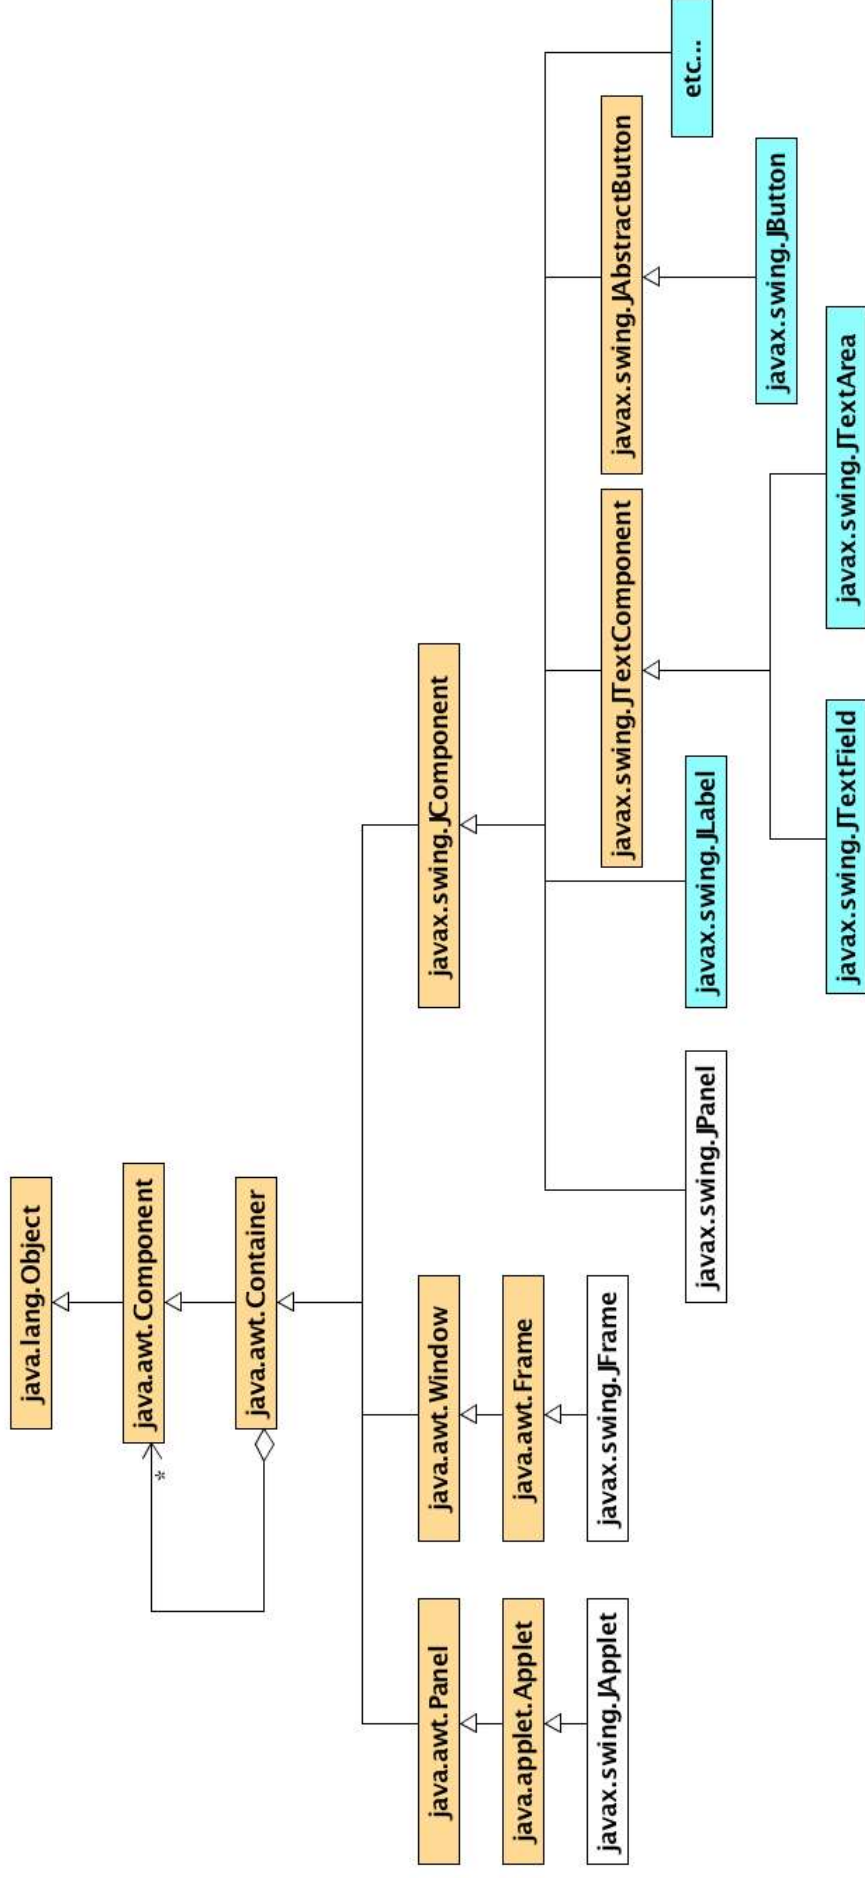 java.lang.Object
java.awt.Component
*
java.awt.Container
java.awt.Panel
java.awt.Window
javax.swing.JComponent
java.applet.Applet
java.awt.Frame
javax.swing.JApplet
javax.swing.JFrame
javax.swing.JTextComponent
javax.swing.JAbstractButton
javax.swing.JPanel
javax.swing.JLabel
etc...
javax.swing.JButton
javax.swing.JTextField
javax.swing.JTextArea